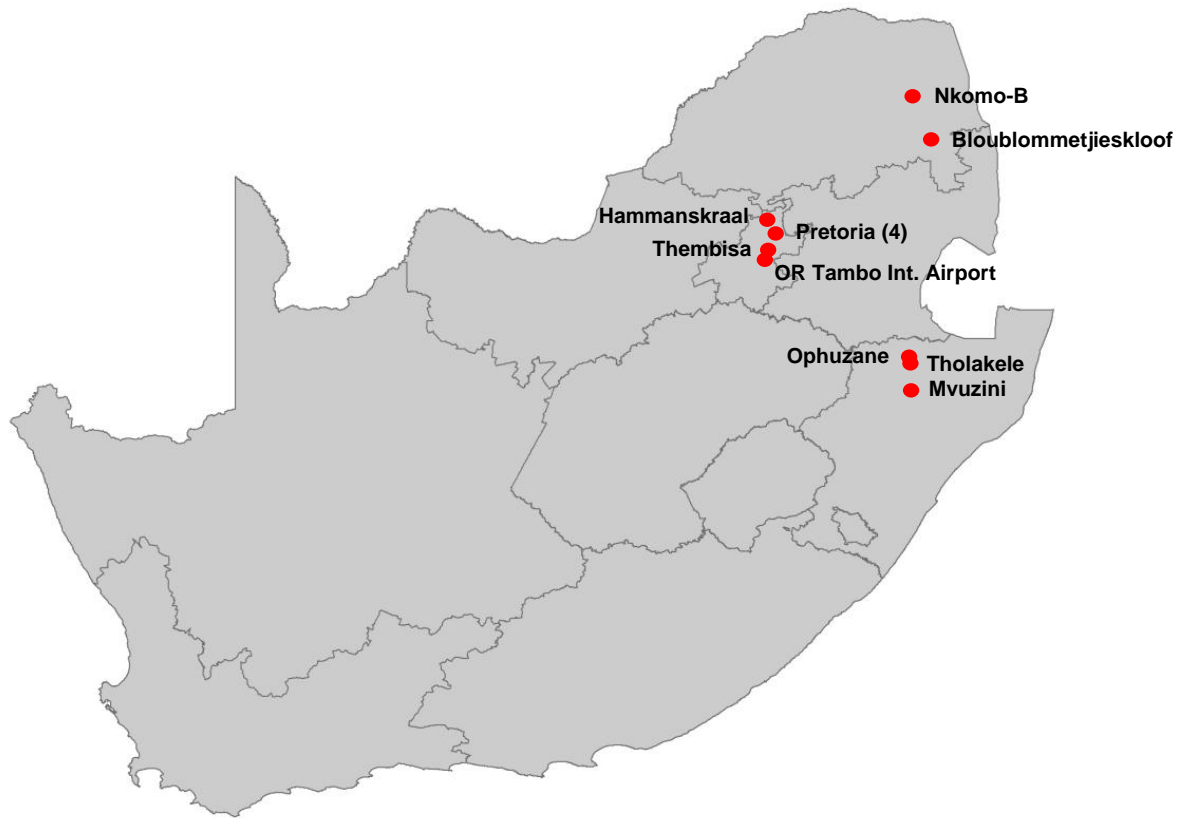 Nkomo-B
Bloublommetjieskloof
Hammanskraal
Pretoria (4)
Thembisa
OR Tambo Int. Airport
Ophuzane
Tholakele
Mvuzini